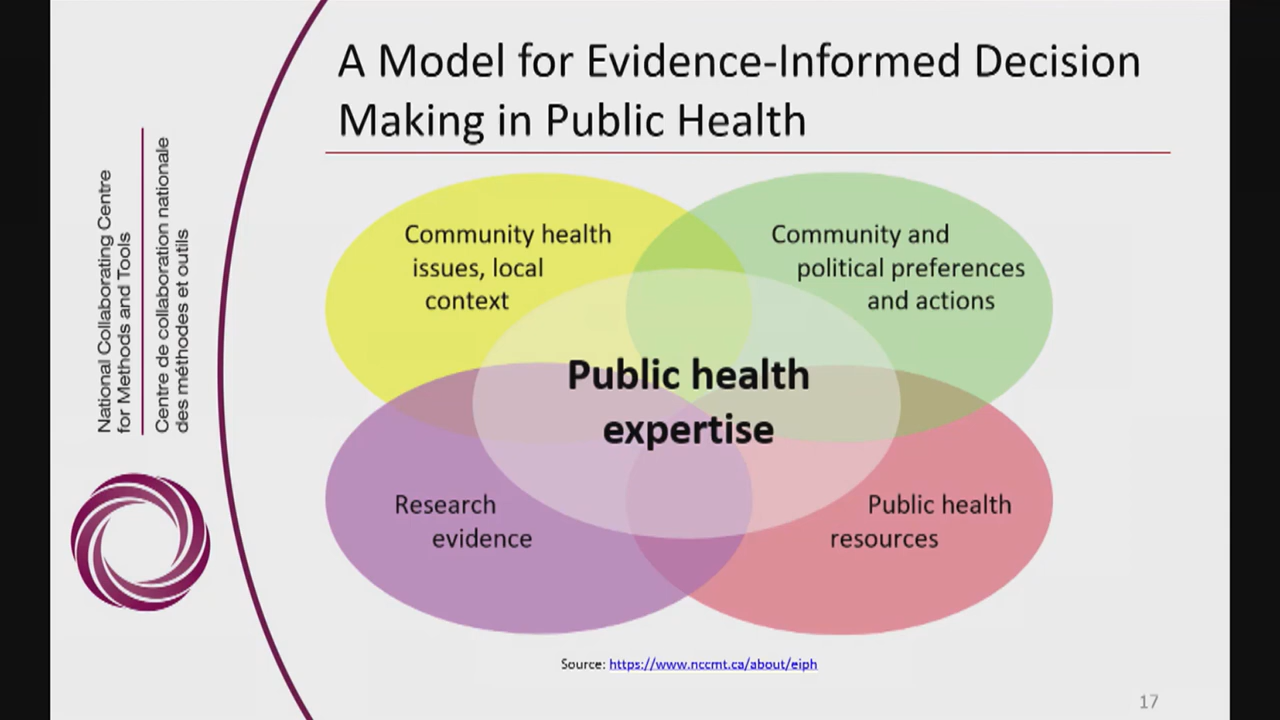 A Model for Evidence-Informed Decision
Making in Public Health
National Collaborating Centre
for Methods and Tools
Centre de collaboration nationale
des méthodes et outils
Community health
issues, local
context
Community and
political preferences
and actions
Public health
expertise
Research
evidence
Public health
resources
Source: https://www.nccmt.ca/about/eiph
17